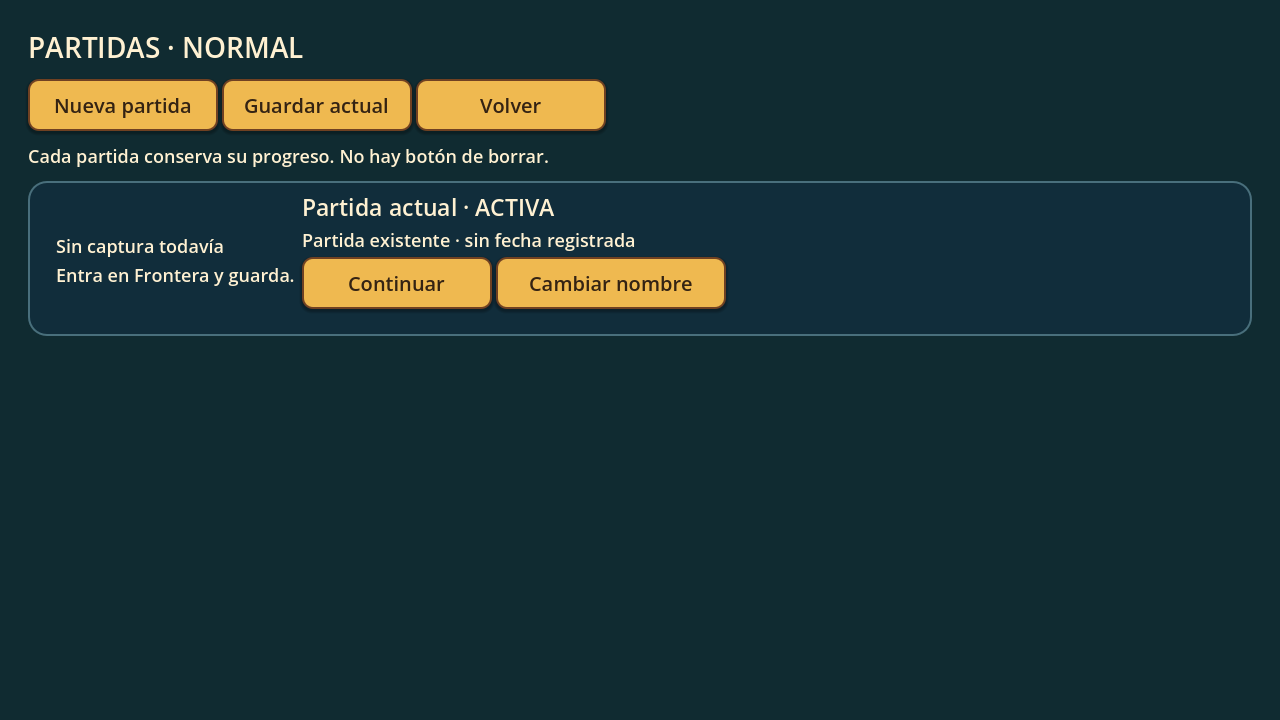 PARTIDAS · NORMAL
Nueva partida
Guardar actual
Volver
Cada partida conserva su progreso. No hay botón de borrar.
Partida actual · ACTIVA
Partida existente · sin fecha registrada
Sin captura todavía
Entra en Frontera y guarda.
Continuar
Cambiar nombre